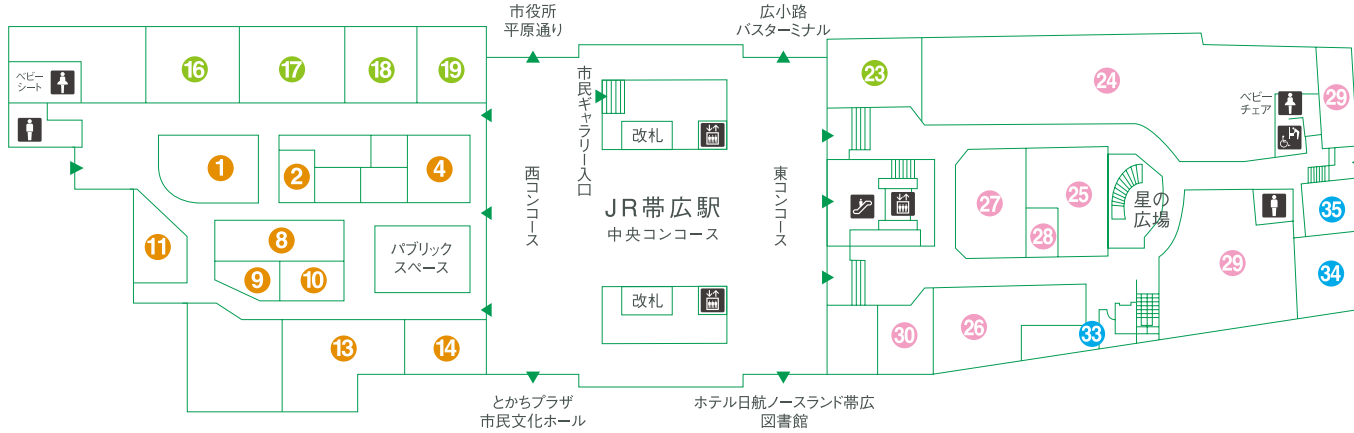 市役所
平原通り
広小路
バスターミナル
16
17
18
19
ベビー
シート
市民ギャラリー入口
改札
23
24
29
ベビー
チェア
1
2
4
西コンコース
JR帯広駅
中央コンコース
東コンコース
27
25
28
星の
広場
35
11
8
9
10
パブリック
スペース
29
34
改札
13
14
30
26
33
とかちプラザ
市民文化ホール
ホテル日航ノースランド帯広
図書館